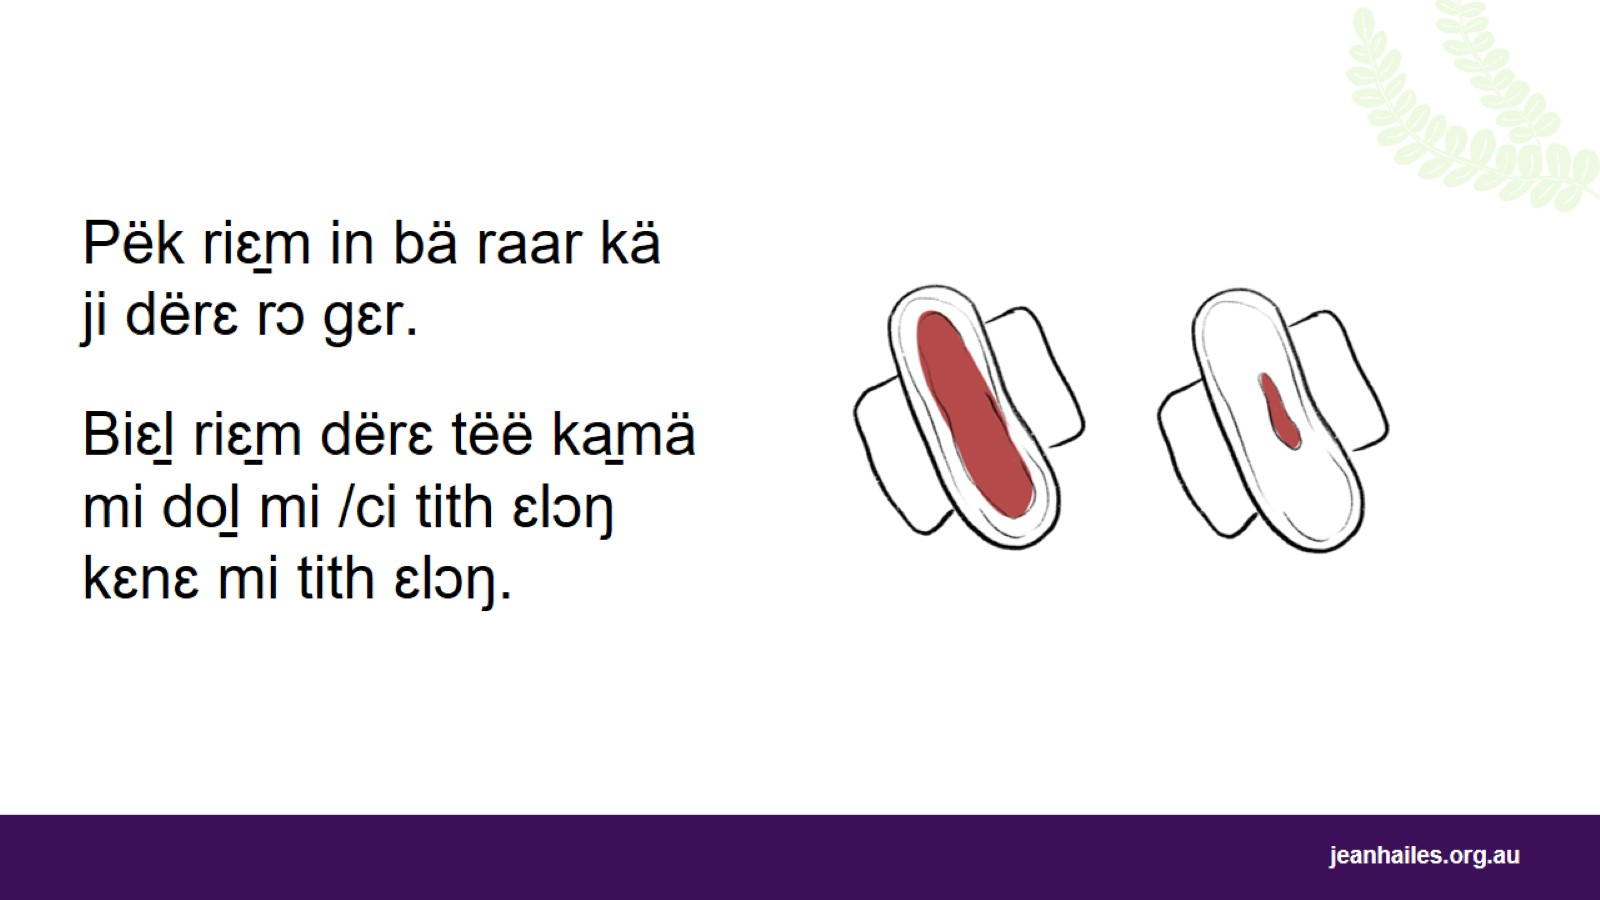 Pëk riɛ̱m in bä raar kä
ji dërɛ rɔ gɛr.
Biɛ̱ḻ riɛ̱m dërɛ tëë ka̱mä
mi do̱ḻ mi /ci tith ɛlɔŋ
kɛnɛ mi tith ɛlɔŋ.
jeanhailes.org.au